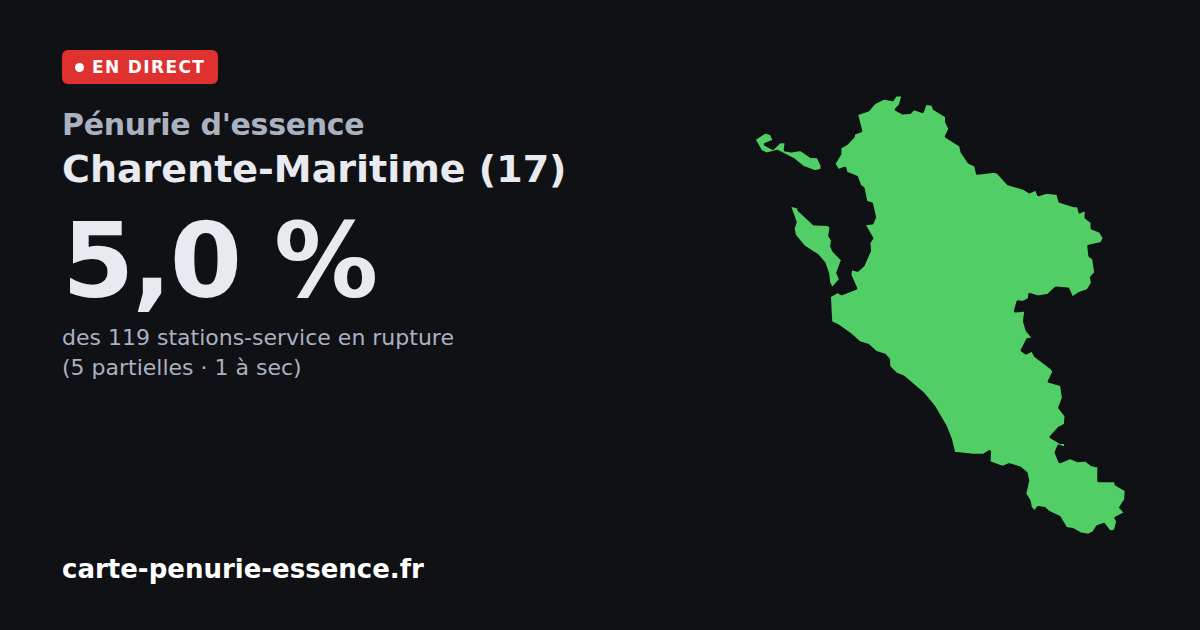 EN DIRECT
Pénurie d'essence
Charente-Maritime (17)
5,0 %
des 119 stations-service en rupture
(5 partielles · 1 à sec)
carte-penurie-essence.fr